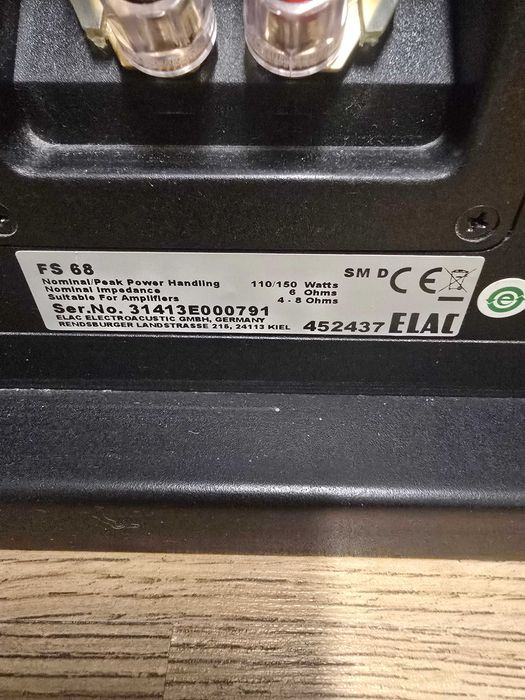 FS 68
SM D CE
Nominal/Peak Power Handling 110/150 Watts
Nominal Impedance 6 Ohms
Suitable For Amplifiers 4 - 8 Ohms
Ser.No. 31413E000791
ELAC ELECTROACUSTIC GMBH, GERMANY
RENDSBURGER LANDSTRASSE 215, 24113 KIEL
452437 ELAC
e